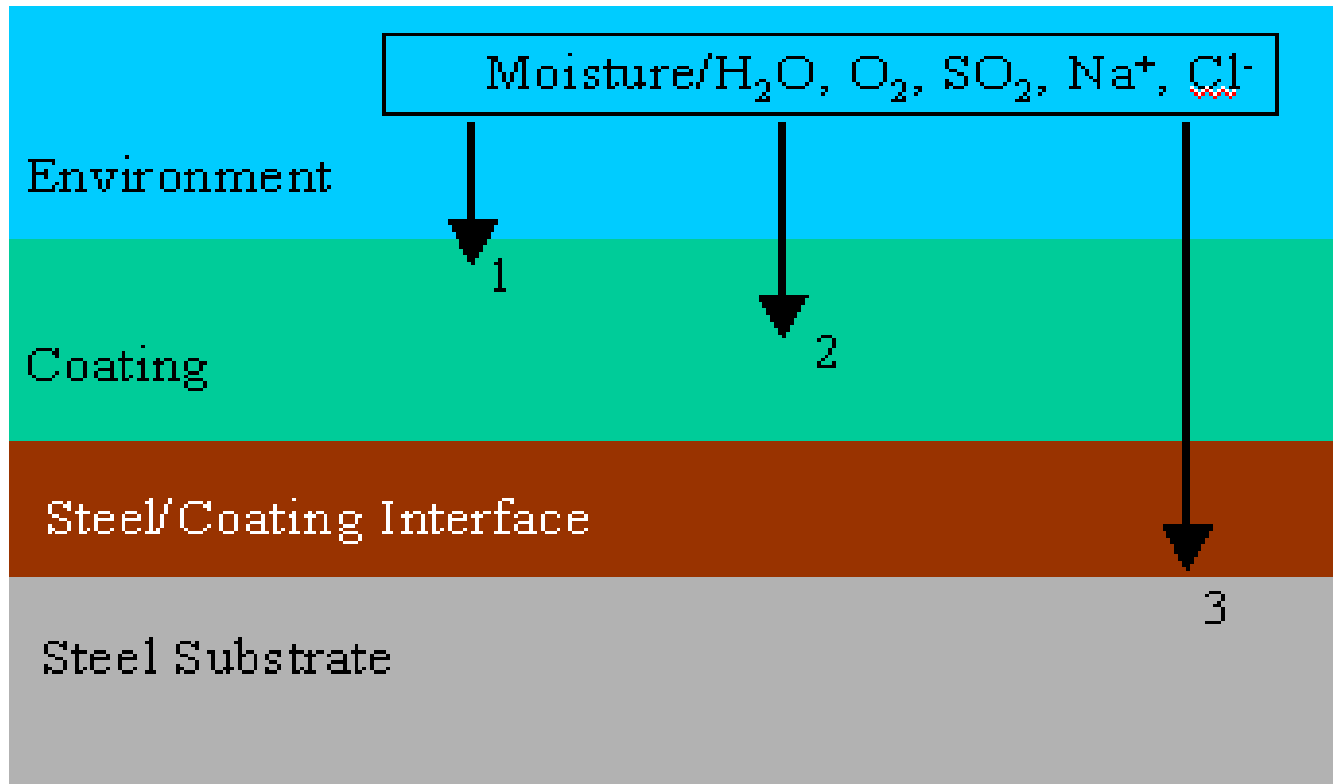 Moisture/H₂O, O₂, SO₂, Na⁺, Cl⁻
Environment
1
2
Coating
Steel/Coating Interface
3
Steel Substrate